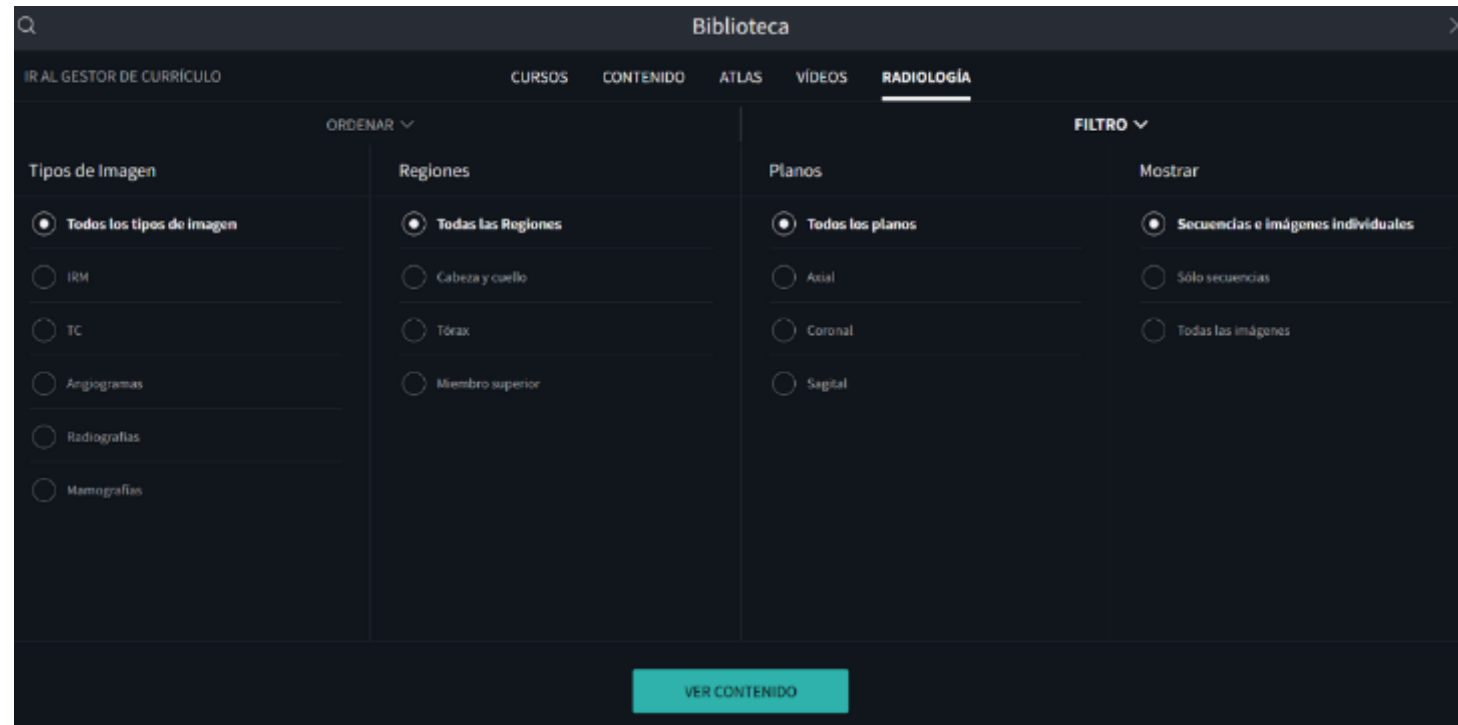 Biblioteca
IR AL GESTOR DE CURRÍCULO CURSOS CONTENIDO ATLAS VÍDEOS RADIOLOGÍA
ORDENAR FILTRO
Tipos de Imagen Regiones Planos Mostrar
Todos los tipos de imagen Todas las Regiones Todos los planos Secuencias e imágenes individuales
IRM Cabeza y cuello Axial Sólo secuencias
TC Tórax Coronal Todas las imágenes
Angiogramas Miembro superior Sagital
Radiografías
Mamografías
VER CONTENIDO